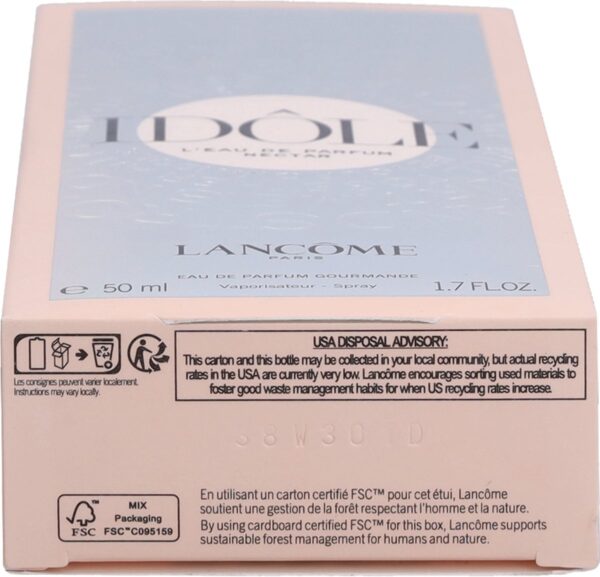 IDÔLE
L'EAU DE PARFUM
NECTAR
LANCÔME
PARIS
EAU DE PARFUM GOURMANDE
Vaporisateur - Spray
℮ 50 ml
1.7 FL.OZ.
Les consignes peuvent varier localement.
Instructions may vary locally.
USA DISPOSAL ADVISORY:
This carton and this bottle may be collected in your local community, but actual recycling
rates in the USA are currently very low. Lancôme encourages sorting used materials to
foster good waste management habits for when US recycling rates increase.
FSC
MIX
Packaging
FSC™C095159
En utilisant un carton certifié FSC™ pour cet étui, Lancôme
soutient une gestion de la forêt respectant l'homme et la nature.
By using cardboard certified FSC™ for this box, Lancôme supports
sustainable forest management for humans and nature.